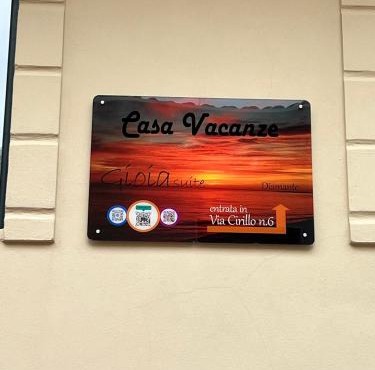 Casa Vacanze
Gioia suite
Diamante
entrata in
Via Cirillo n.6